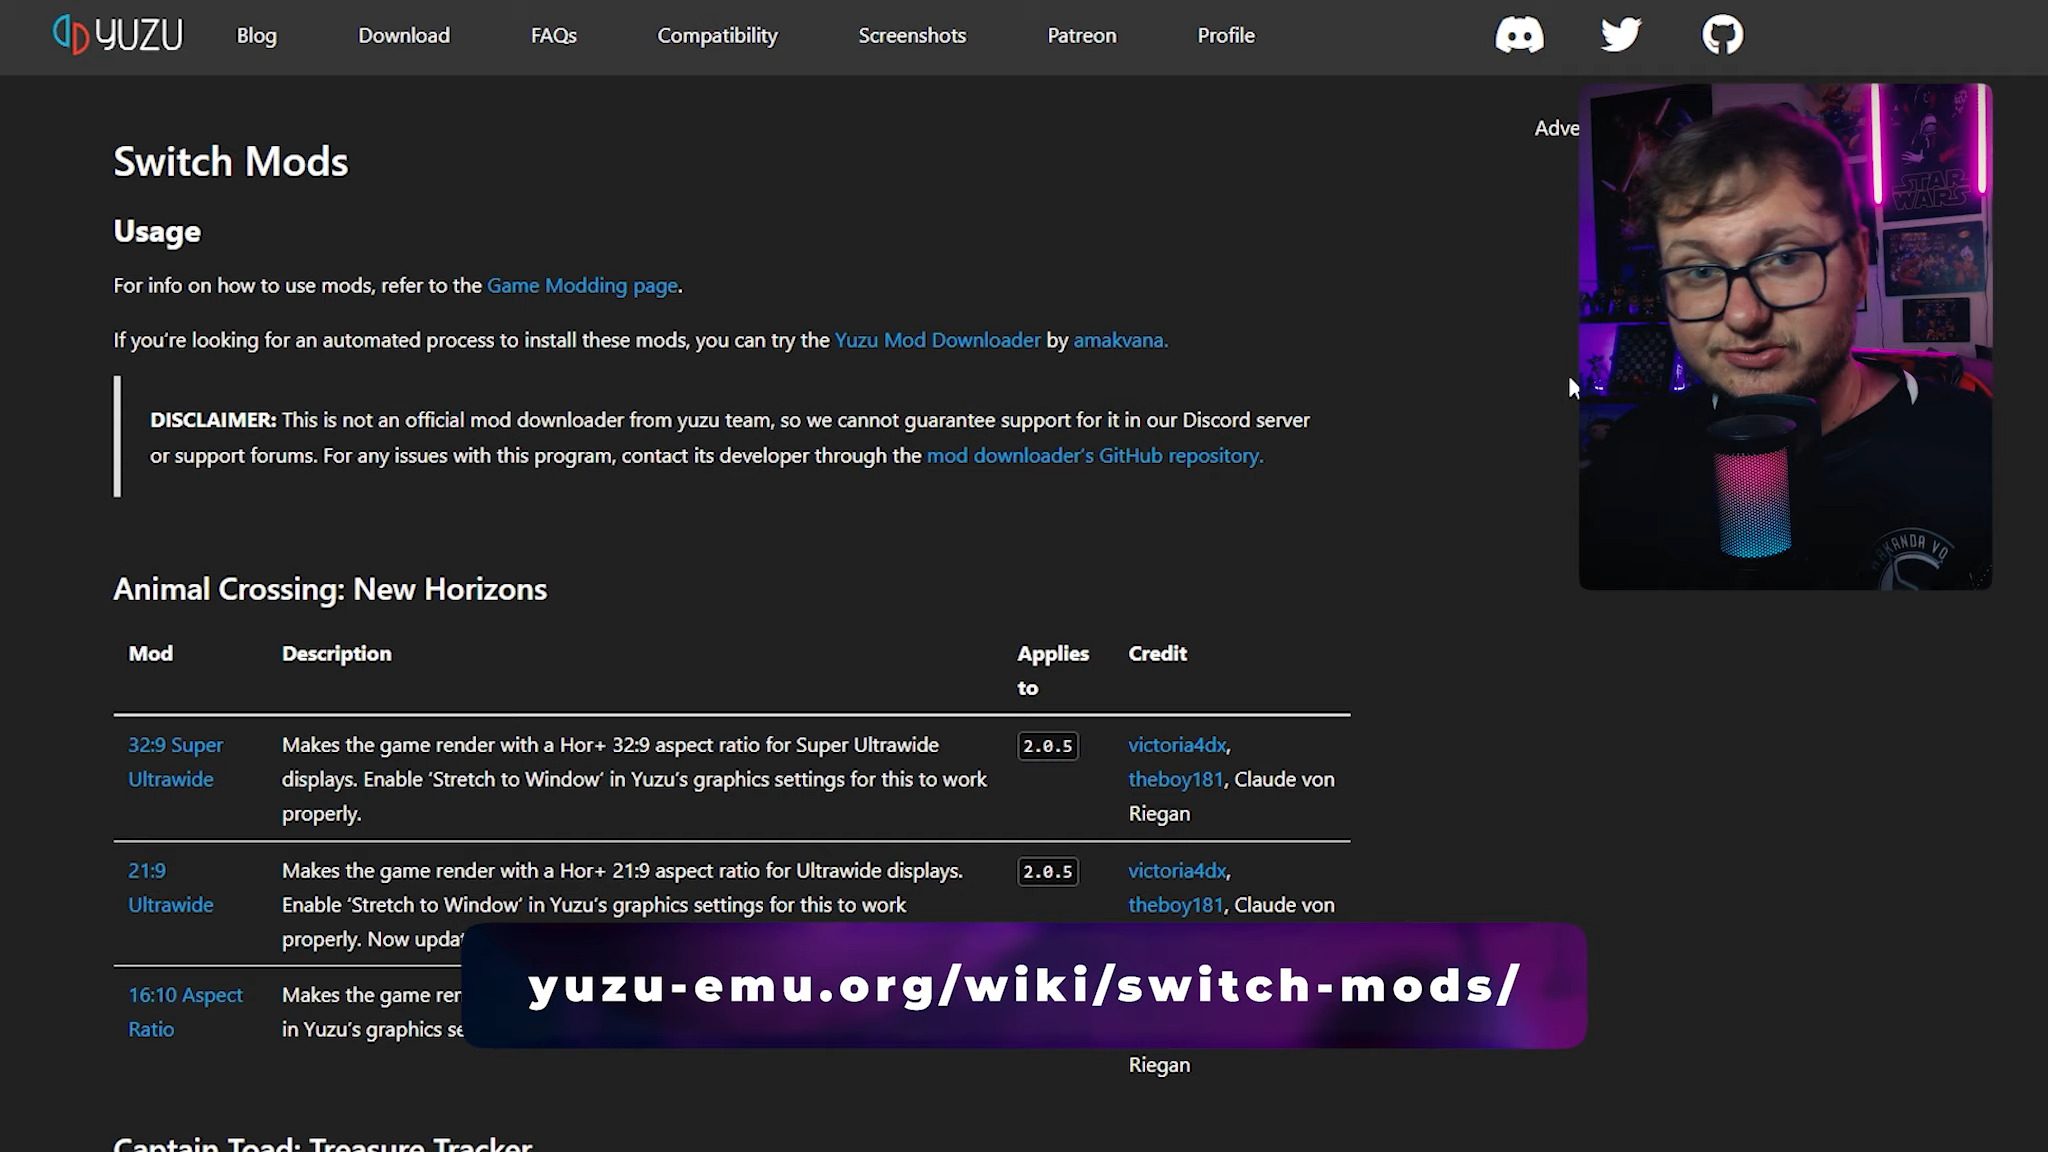 YUZU Blog Download FAQs Compatibility Screenshots Patreon Profile
Adve
Switch Mods
Usage
For info on how to use mods, refer to the Game Modding page.
If you're looking for an automated process to install these mods, you can try the Yuzu Mod Downloader by amakvana.
DISCLAIMER: This is not an official mod downloader from yuzu team, so we cannot guarantee support for it in our Discord server
or support forums. For any issues with this program, contact its developer through the mod downloader's GitHub repository.
STAR
WARS
AKANDA VO
Animal Crossing: New Horizons
Mod Description Applies to Credit
32:9 Super Ultrawide
Makes the game render with a Hor+ 32:9 aspect ratio for Super Ultrawide
displays. Enable ‘Stretch to Window’ in Yuzu's graphics settings for this to work
properly.
2.0.5
victoria4dx,
theboy181, Claude von
Riegan
21:9 Ultrawide
Makes the game render with a Hor+ 21:9 aspect ratio for Ultrawide displays.
Enable ‘Stretch to Window’ in Yuzu's graphics settings for this to work
properly. Now updat
2.0.5
victoria4dx,
theboy181, Claude von
16:10 Aspect Ratio
Makes the game ren
in Yuzu's graphics se
Riegan
yuzu-emu.org/wiki/switch-mods/
Captain Toad: Treasure Tracker